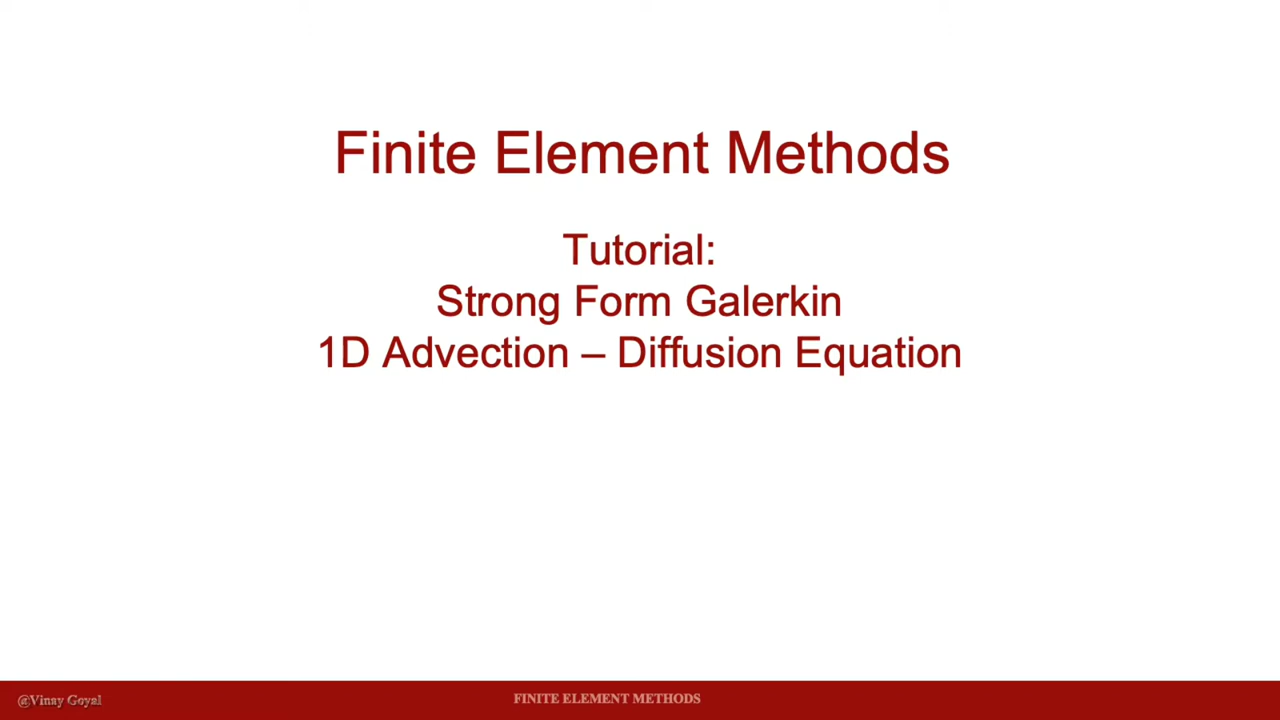 Finite Element Methods
Tutorial:
Strong Form Galerkin
1D Advection – Diffusion Equation
@Vinay Goyal
FINITE ELEMENT METHODS